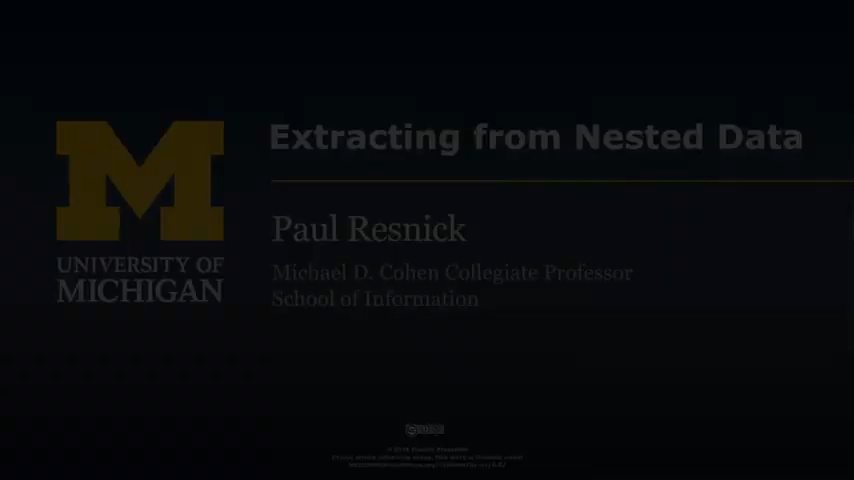 Extracting from Nested Data
Paul Resnick
Michael D. Cohen Collegiate Professor
School of Information
UNIVERSITY OF
MICHIGAN